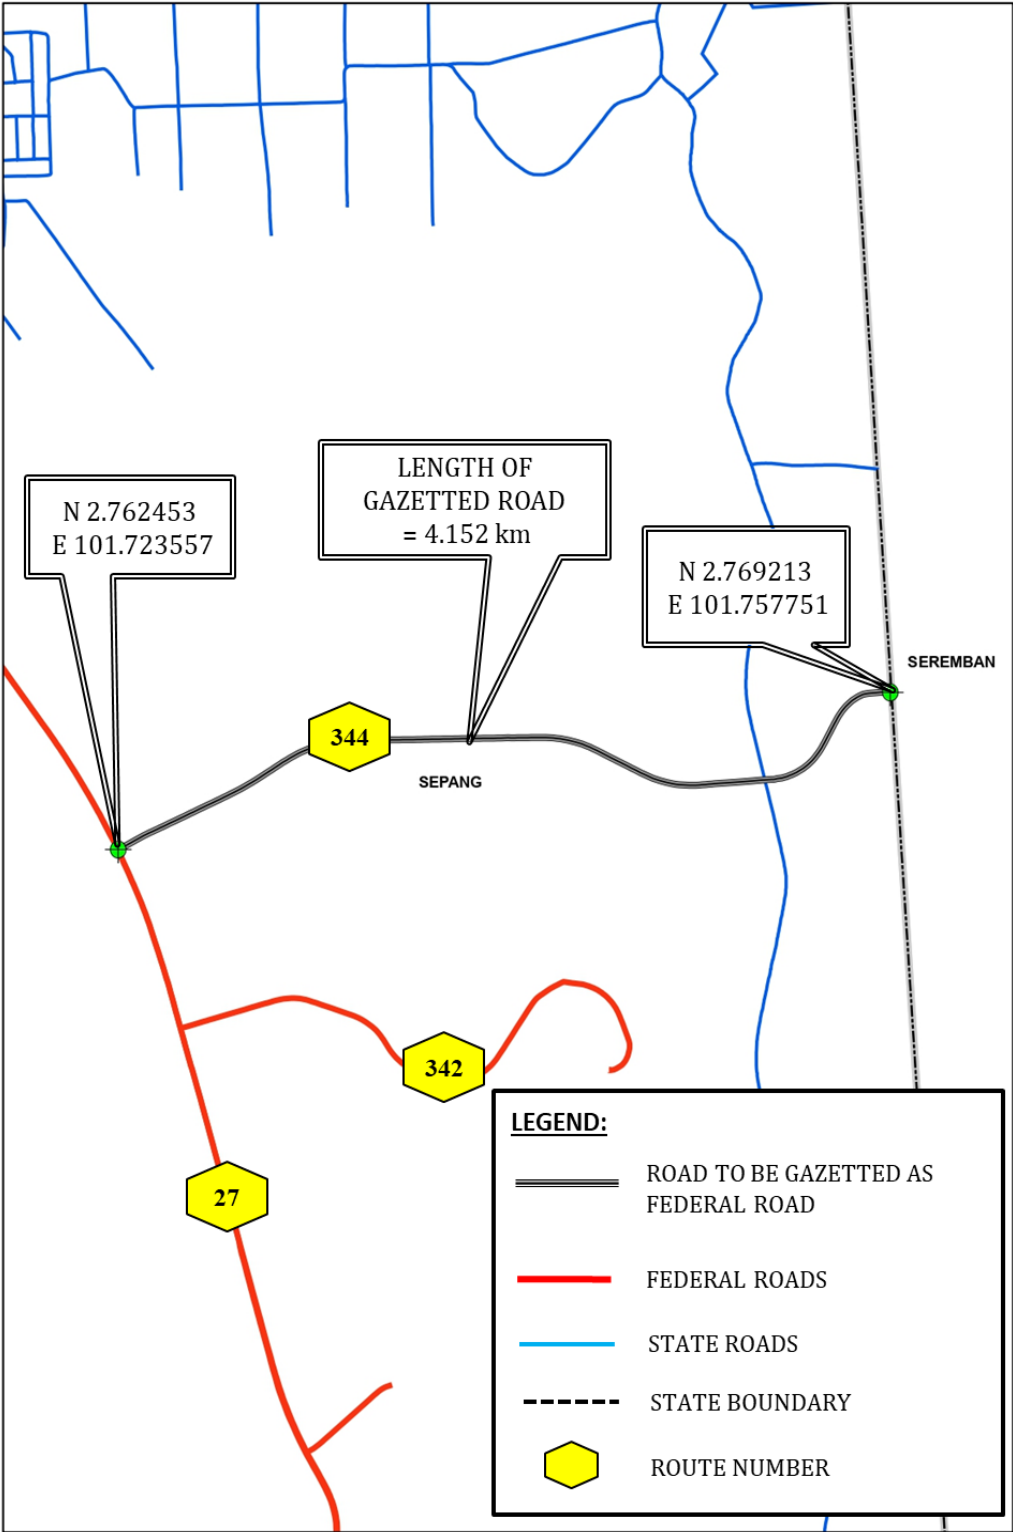 LENGTH OF
GAZETTED ROAD
= 4.152 km
N 2.762453
E 101.723557
N 2.769213
E 101.757751
SEREMBAN
344
SEPANG
342
27
LEGEND:
ROAD TO BE GAZETTED AS
FEDERAL ROAD
FEDERAL ROADS
STATE ROADS
STATE BOUNDARY
ROUTE NUMBER